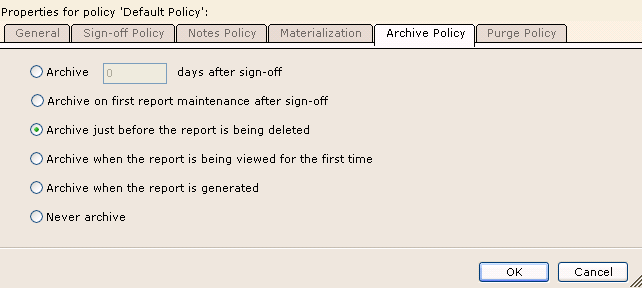 Properties for policy 'Default Policy':
General Sign-off Policy Notes Policy Materialization Archive Policy Purge Policy
Archive 0 days after sign-off
Archive on first report maintenance after sign-off
Archive just before the report is being deleted
Archive when the report is being viewed for the first time
Archive when the report is generated
Never archive
OK Cancel